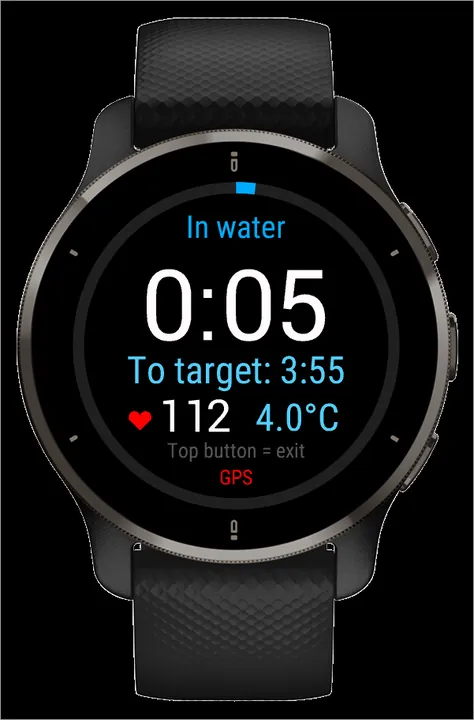 In water
0:05
To target: 3:55
112 4.0°C
Top button = exit
GPS